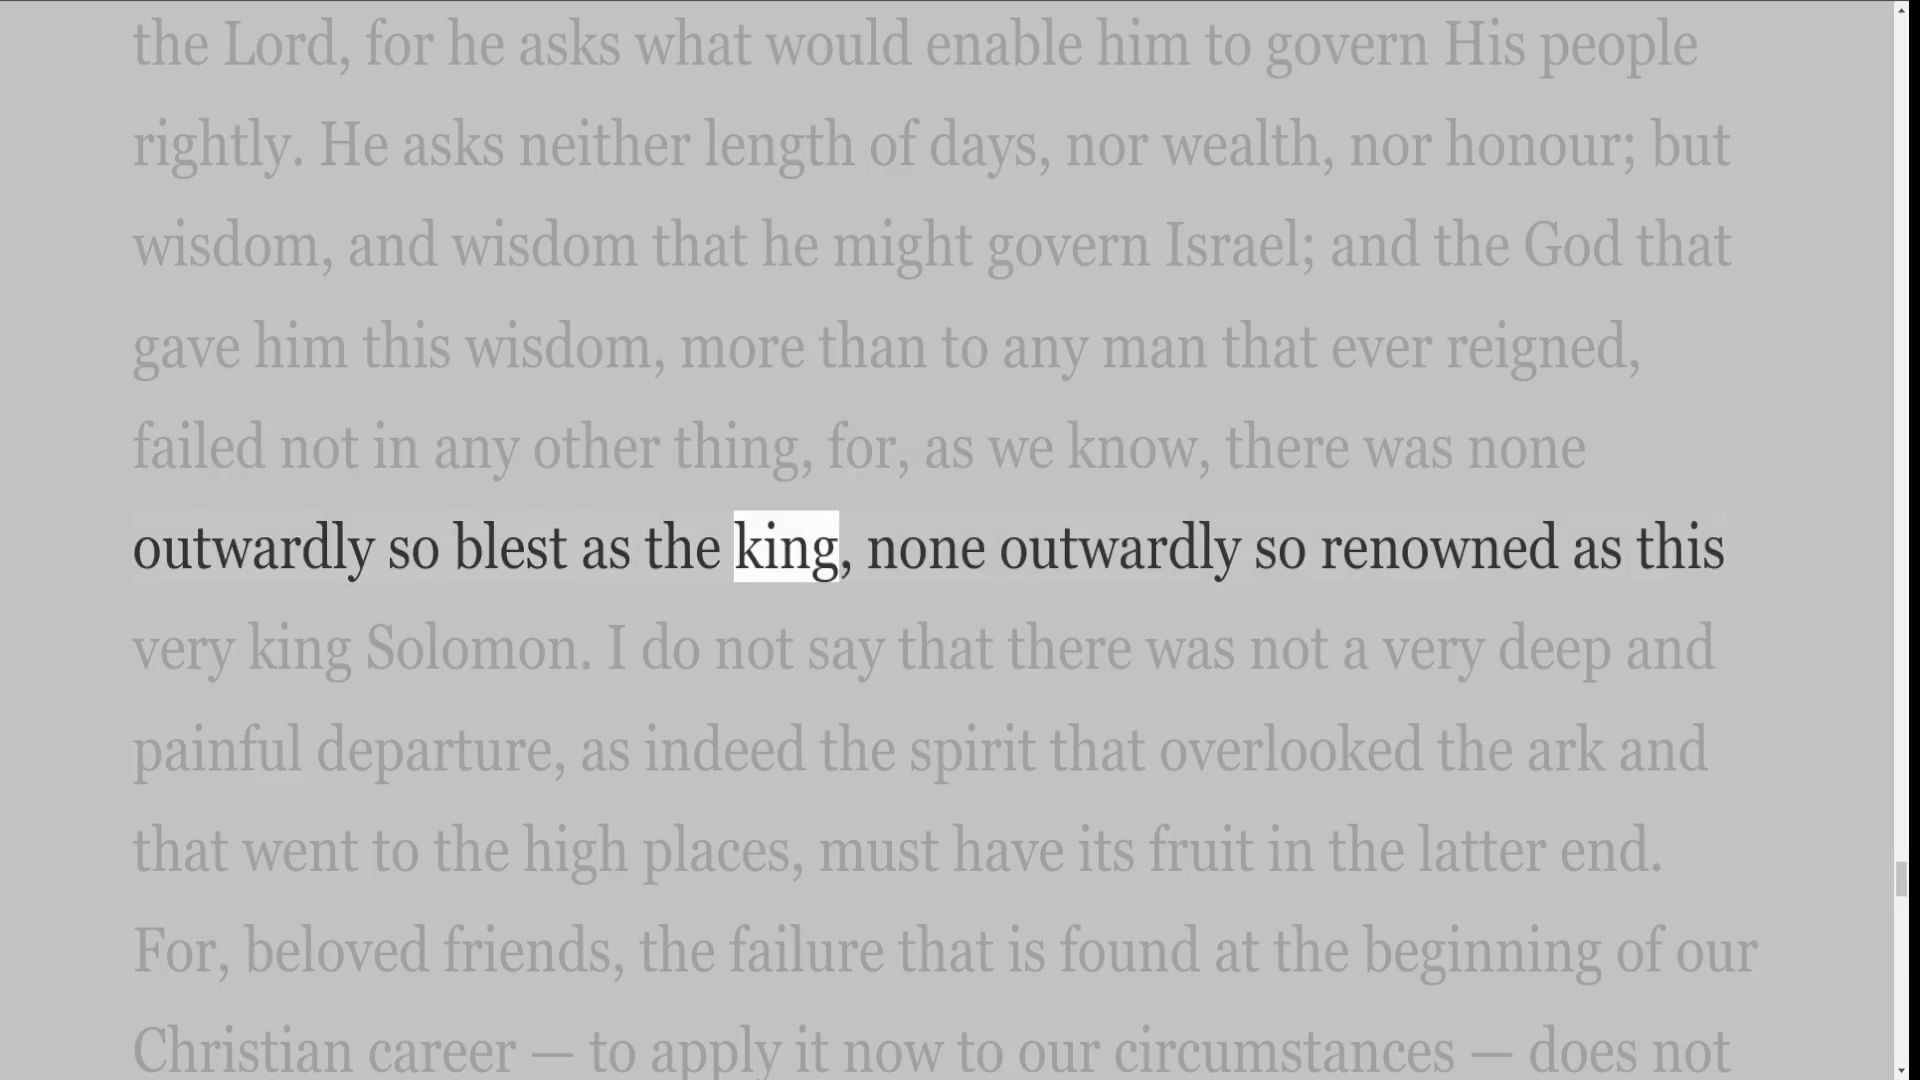 the Lord, for he asks what would enable him to govern His people
rightly. He asks neither length of days, nor wealth, nor honour; but
wisdom, and wisdom that he might govern Israel; and the God that
gave him this wisdom, more than to any man that ever reigned,
failed not in any other thing, for, as we know, there was none
outwardly so blest as the king, none outwardly so renowned as this
very king Solomon. I do not say that there was not a very deep and
painful departure, as indeed the spirit that overlooked the ark and
that went to the high places, must have its fruit in the latter end.
For, beloved friends, the failure that is found at the beginning of our
Christian career — to apply it now to our circumstances — does not